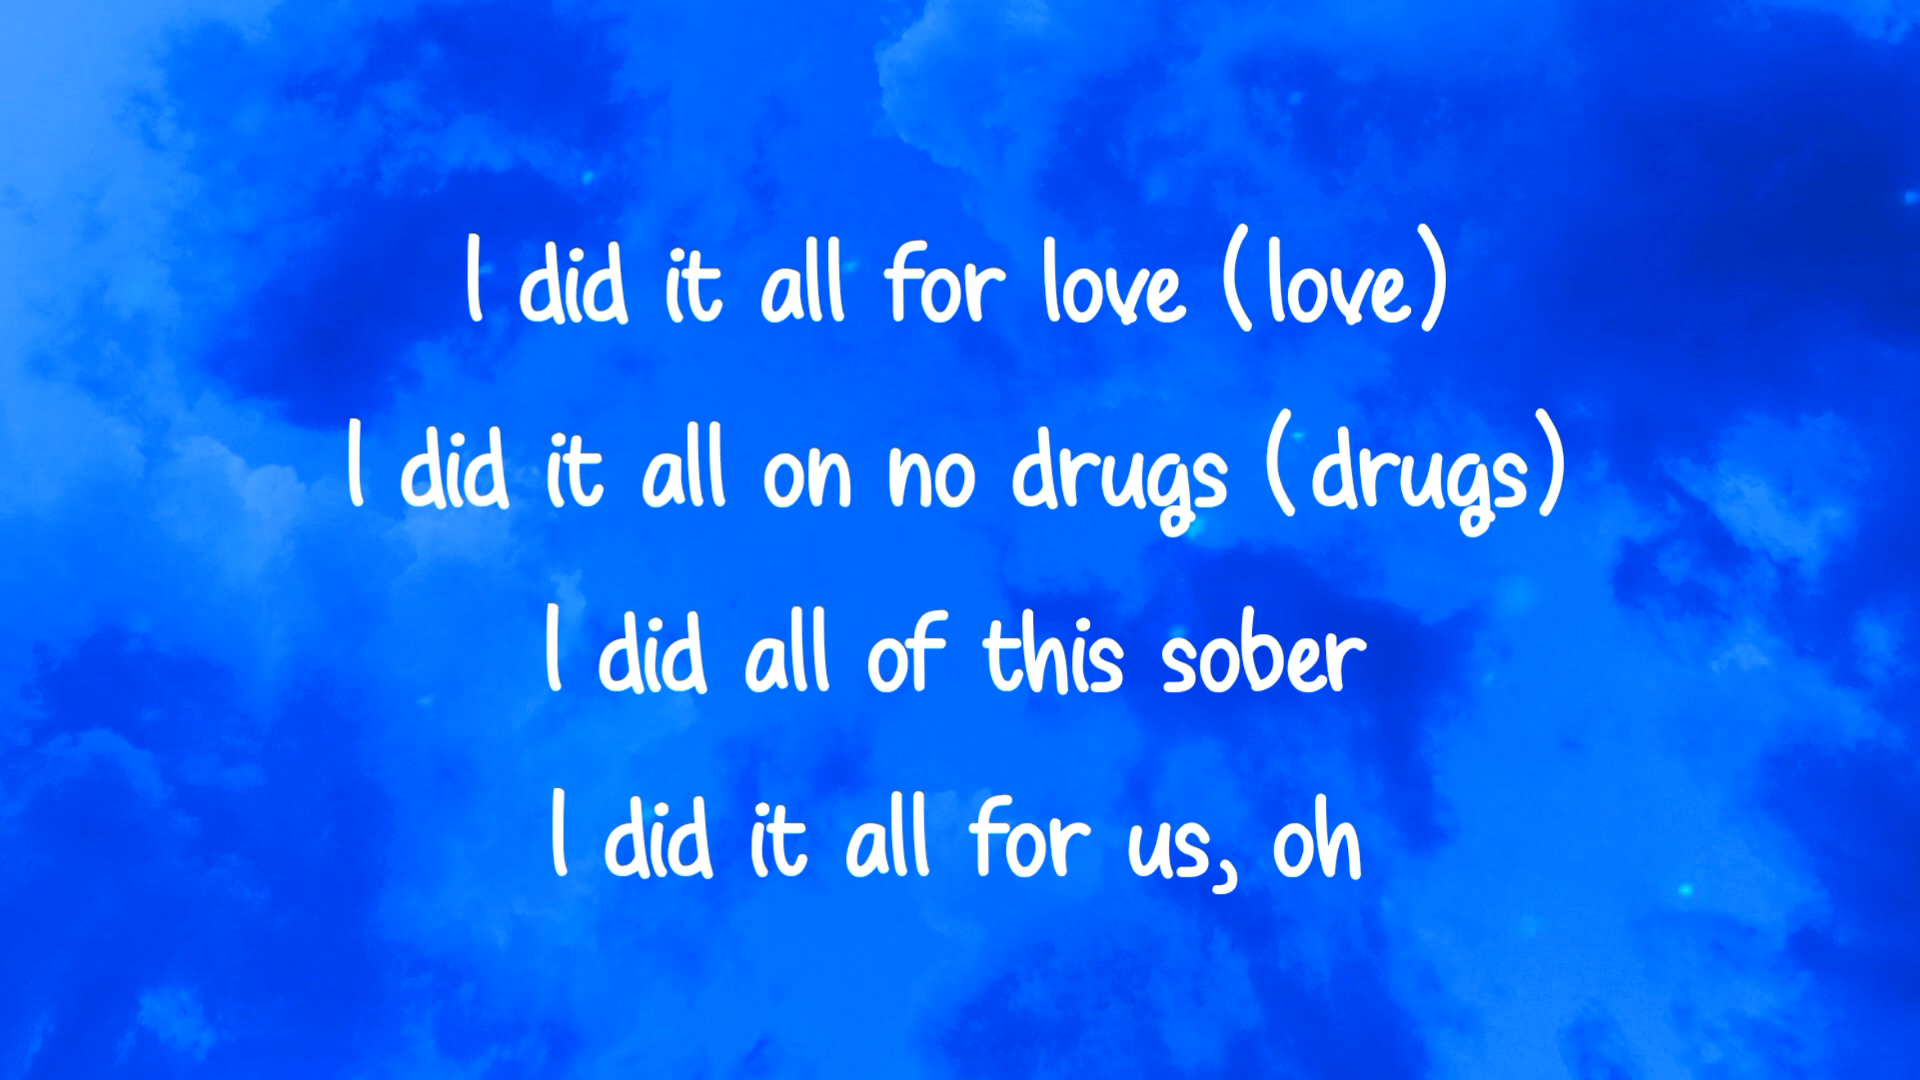 I did it all for love (love)
I did it all on no drugs (drugs)
I did all of this sober
I did it all for us, oh